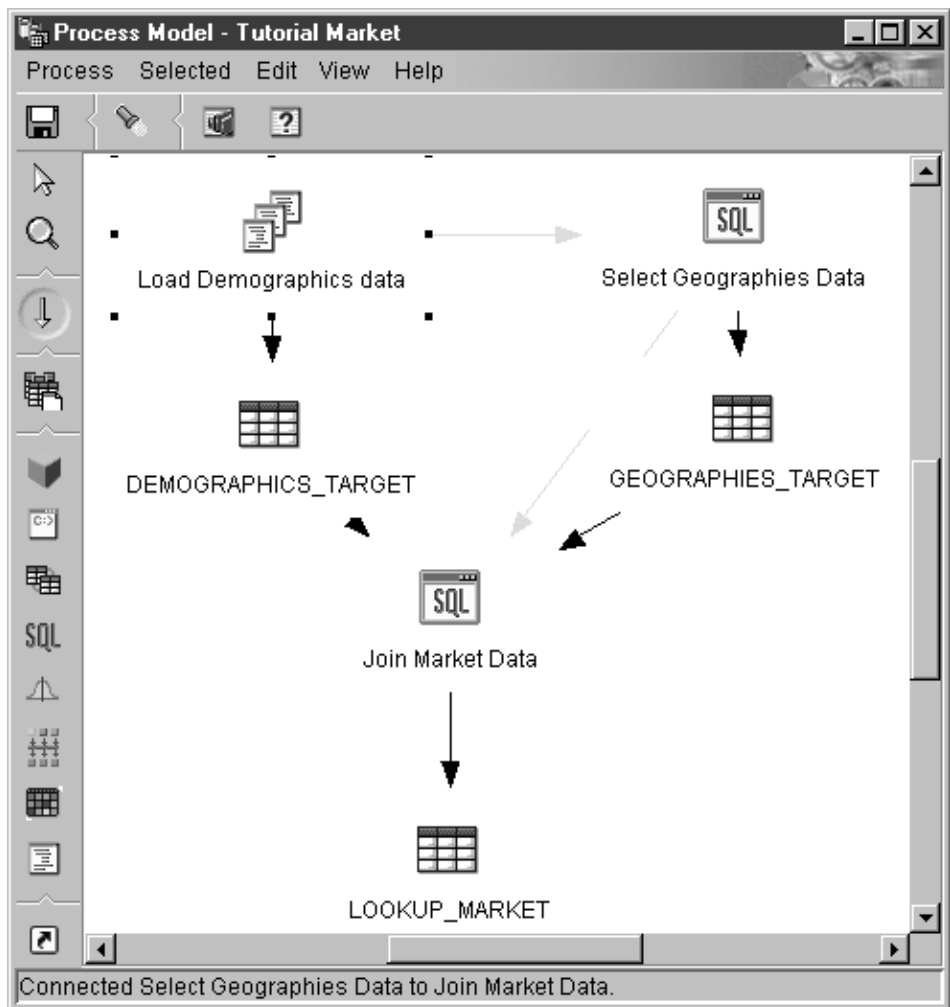 Process Model - Tutorial Market
Process Selected Edit View Help
Load Demographics data
SQL
Select Geographies Data
DEMOGRAPHICS_TARGET
GEOGRAPHIES_TARGET
SQL
SQL
Join Market Data
LOOKUP_MARKET
Connected Select Geographies Data to Join Market Data.